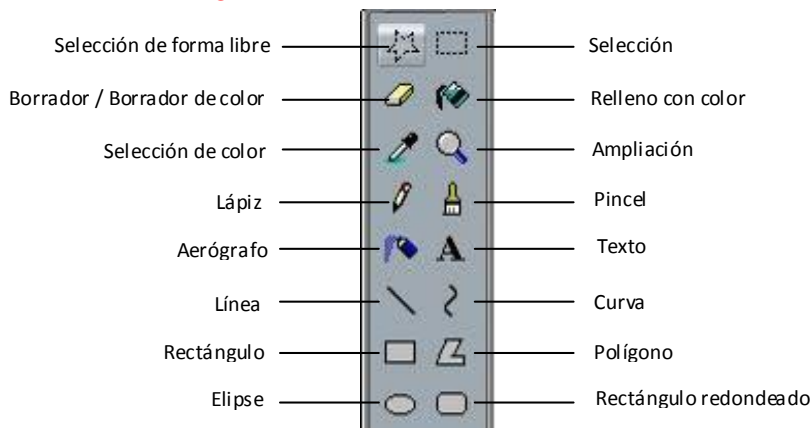 Selección de forma libre
Selección
Borrador / Borrador de color
Relleno con color
Selección de color
Ampliación
Lápiz
Pincel
Aerógrafo
A
Texto
Línea
Curva
Rectángulo
Polígono
Elipse
Rectángulo redondeado